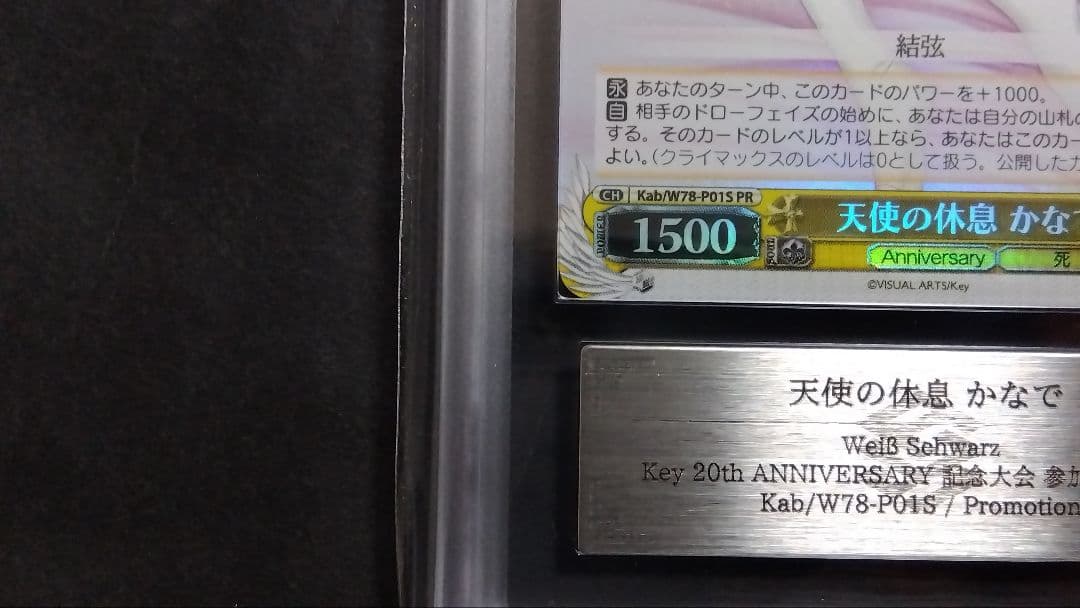 結弦
永 あなたのターン中、このカードのパワーを+1000。
自 相手のドローフェイズの始めに、あなたは自分の山札の
する。そのカードのレベルが1以上なら、あなたはこのカー
よい。(クライマックスのレベルは0として扱う。公開した
CH Kab/W78-P01S PR
POWER 1500 SOUL 天使の休息 かなで
Anniversary 死
©VISUAL ARTS/Key
天使の休息 かなで
Weiß Schwarz
Key 20th ANNIVERSARY 記念大会 参加
Kab/W78-P01S / Promotion